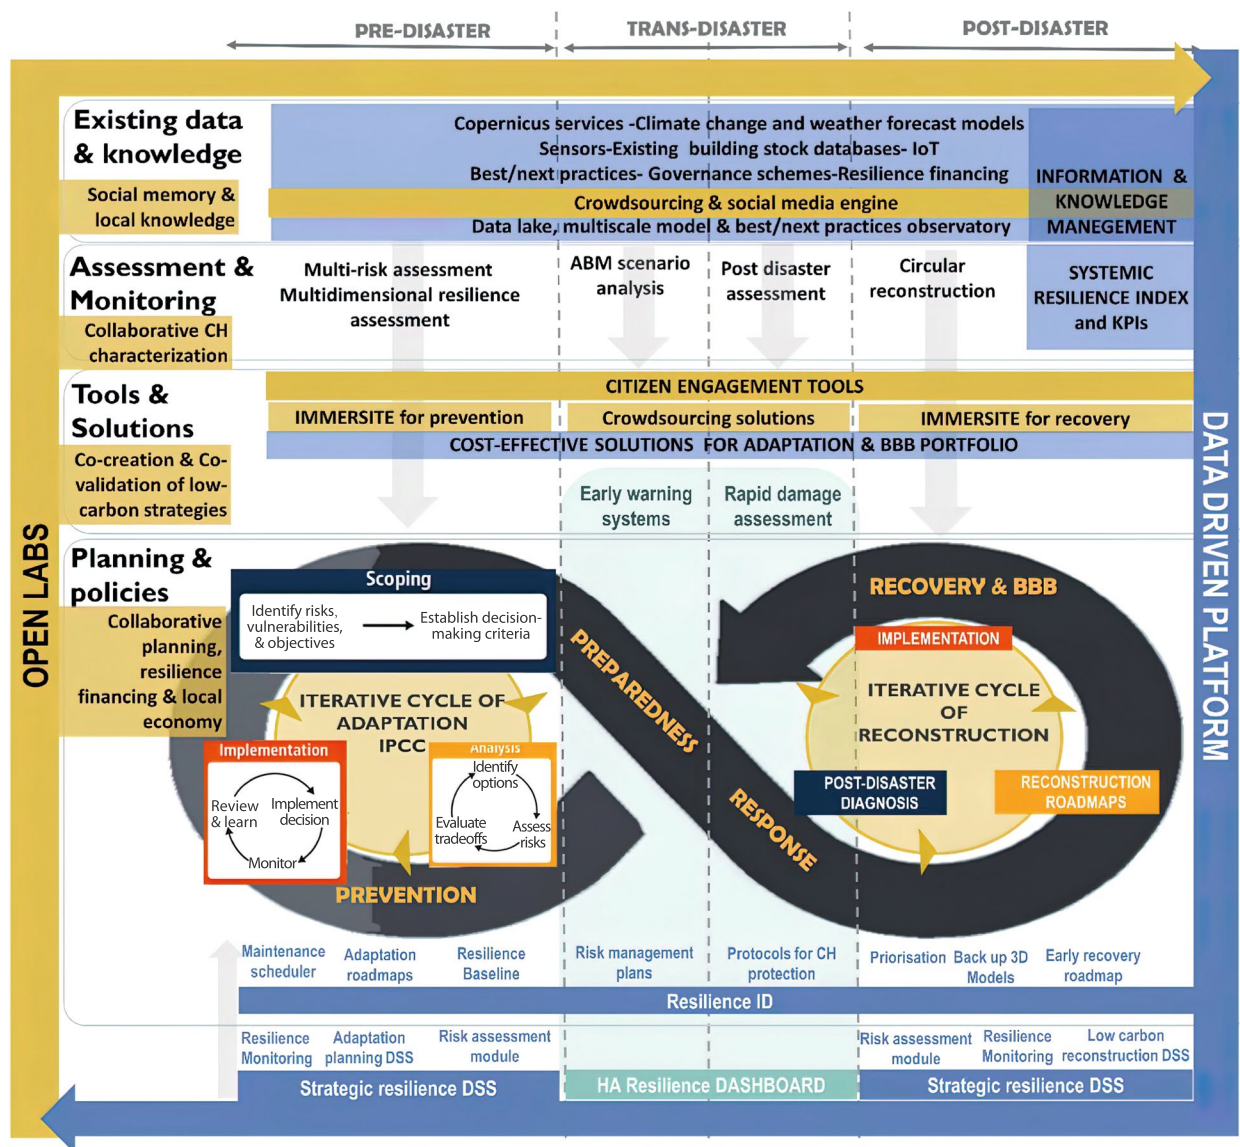 PRE-DISASTER
TRANS-DISASTER
POST-DISASTER
Existing data
& knowledge
Social memory &
local knowledge
Copernicus services -Climate change and weather forecast models
Sensors-Existing building stock databases- IoT
Best/next practices- Governance schemes-Resilience financing
Crowdsourcing & social media engine
Data lake, multiscale model & best/next practices observatory
INFORMATION &
KNOWLEDGE
MANEGEMENT
Assessment &
Monitoring
Collaborative CH
characterization
Multi-risk assessment
Multidimensional resilience
assessment
ABM scenario
analysis
Post disaster
assessment
Circular
reconstruction
SYSTEMIC
RESILIENCE INDEX
and KPIs
Tools &
Solutions
Co-creation & Co-
validation of low-
carbon strategies
CITIZEN ENGAGEMENT TOOLS
IMMERSITE for prevention
Crowdsourcing solutions
IMMERSITE for recovery
COST-EFFECTIVE SOLUTIONS FOR ADAPTATION & BBB PORTFOLIO
Early warning
systems
Rapid damage
assessment
OPEN LABS
DATA DRIVEN PLATFORM
Planning &
policies
Collaborative
planning,
resilience
financing & local
economy
Scoping
Identify risks,
vulnerabilities,
& objectives
Establish decision-
making criteria
ITERATIVE CYCLE OF
ADAPTATION
IPCC
Implementation
Review
& learn
Implement
decision
Monitor
Analysis
Identify
options
Assess
risks
Evaluate
tradeoffs
PREVENTION
PREPAREDNESS
RESPONSE
RECOVERY & BBB
IMPLEMENTATION
ITERATIVE CYCLE
OF
RECONSTRUCTION
POST-DISASTER
DIAGNOSIS
RECONSTRUCTION
ROADMAPS
Maintenance
scheduler
Adaptation
roadmaps
Resilience
Baseline
Risk management
plans
Protocols for CH
protection
Priorisation
Back up 3D
Models
Early recovery
roadmap
Resilience ID
Resilience
Monitoring
Adaptation
planning DSS
Risk assessment
module
Risk assessment
module
Resilience
Monitoring
Low carbon
reconstruction DSS
Strategic resilience DSS
HA Resilience DASHBOARD
Strategic resilience DSS